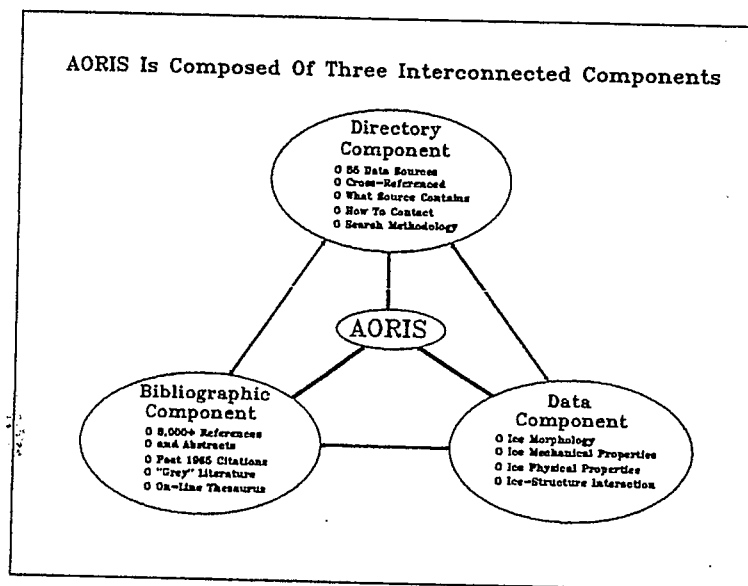 AORIS Is Composed Of Three Interconnected Components
Directory
Component
O 55 Data Sources
O Cross-Referenced
O What Source Contains
O How To Contact
O Search Methodology
AORIS
Bibliographic
Component
O 8,000+ References
O and Abstracts
O Post 1965 Citations
O "Grey" Literature
O On-Line Thesaurus
Data
Component
O Ice Morphology
O Ice Mechanical Properties
O Ice Physical Properties
O Ice-Structure Interaction